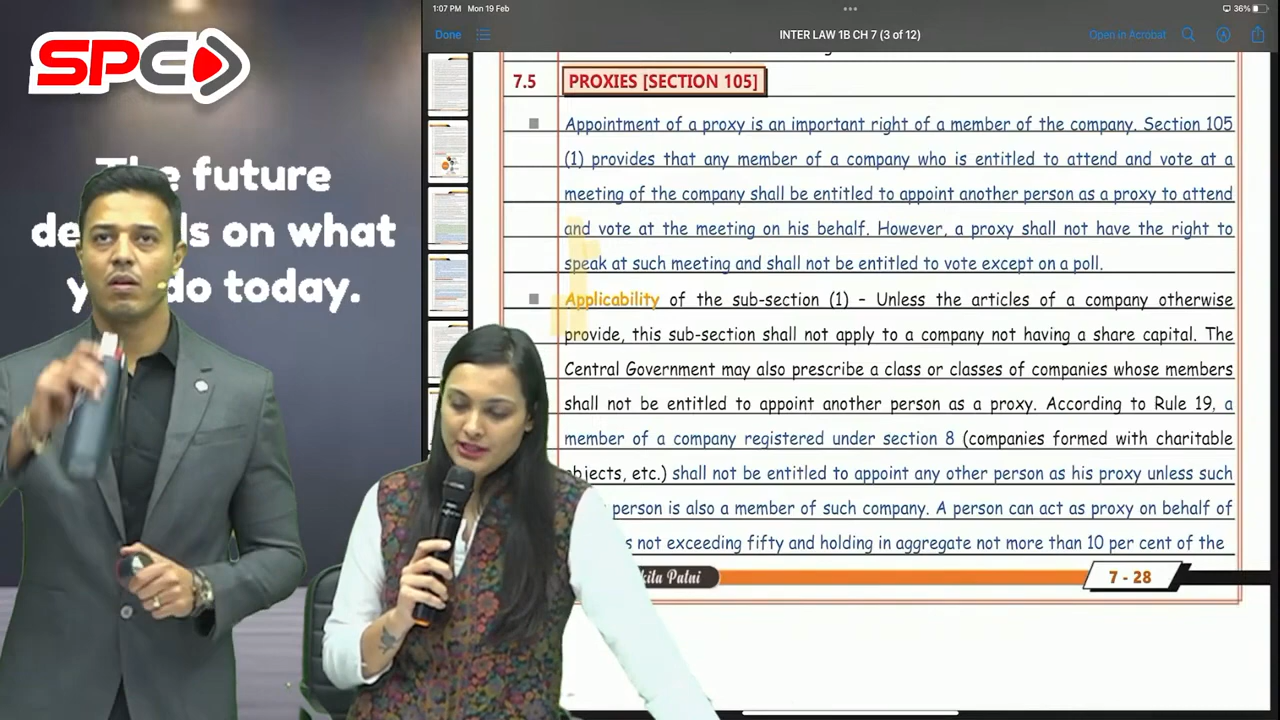 1:07 PM Mon 19 Feb
36%
Done
INTER LAW 1B CH 7 (3 of 12)
Open in Acrobat
SPE
The future
on what
today.
7.5 PROXIES [SECTION 105]
Appointment of a proxy is an important right of a member of the company. Section 105
(1) provides that any member of a company who is entitled to attend and vote at a
meeting of the company shall be entitled to appoint another person as a proxy to attend
and vote at the meeting on his behalf. However, a proxy shall not have the right to
speak at such meeting and shall not be entitled to vote except on a poll.
Applicability of the sub-section (1) - Unless the articles of a company otherwise
provide, this sub-section shall not apply to a company not having a share capital. The
Central Government may also prescribe a class or classes of companies whose members
shall not be entitled to appoint another person as a proxy. According to Rule 19, a
member of a company registered under section 8 (companies formed with charitable
objects, etc.) shall not be entitled to appoint any other person as his proxy unless such
person is also a member of such company. A person can act as proxy on behalf of
not exceeding fifty and holding in aggregate not more than 10 per cent of the
Palai
7 - 28